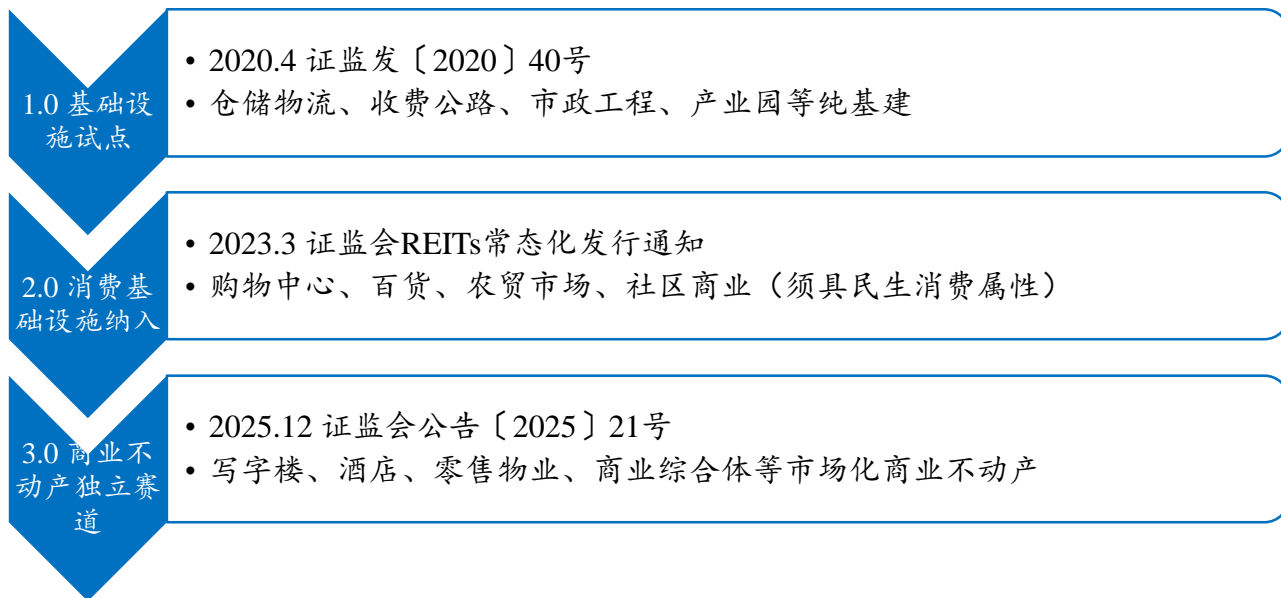 1.0 基础设
施试点
• 2020.4 证监发〔2020〕40号
• 仓储物流、收费公路、市政工程、产业园等纯基建
2.0 消费基
础设施纳入
• 2023.3 证监会REITs常态化发行通知
• 购物中心、百货、农贸市场、社区商业（须具民生消费属性）
3.0 商业不
动产独立赛
道
• 2025.12 证监会公告〔2025〕21号
• 写字楼、酒店、零售物业、商业综合体等市场化商业不动产